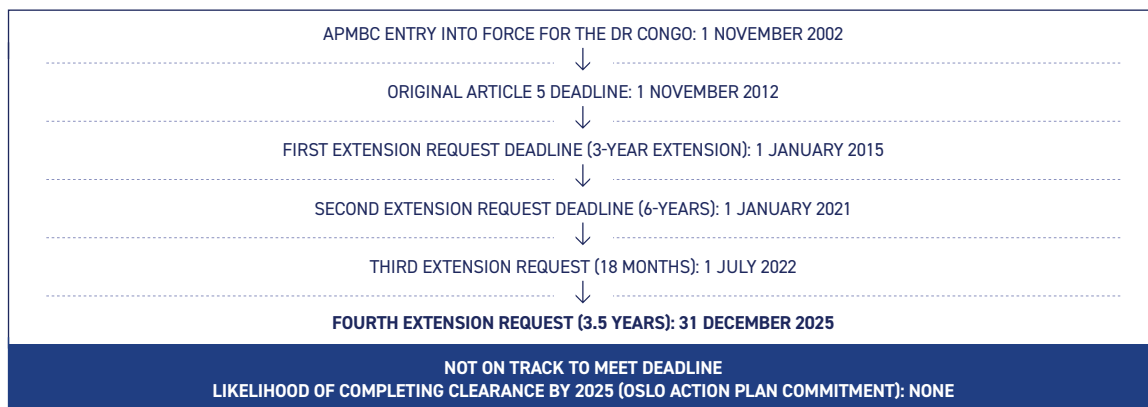 APMBC ENTRY INTO FORCE FOR THE DR CONGO: 1 NOVEMBER 2002
ORIGINAL ARTICLE 5 DEADLINE: 1 NOVEMBER 2012
FIRST EXTENSION REQUEST DEADLINE (3-YEAR EXTENSION): 1 JANUARY 2015
SECOND EXTENSION REQUEST DEADLINE (6-YEARS): 1 JANUARY 2021
THIRD EXTENSION REQUEST (18 MONTHS): 1 JULY 2022
FOURTH EXTENSION REQUEST (3.5 YEARS): 31 DECEMBER 2025
NOT ON TRACK TO MEET DEADLINE
LIKELIHOOD OF COMPLETING CLEARANCE BY 2025 (OSLO ACTION PLAN COMMITMENT): NONE